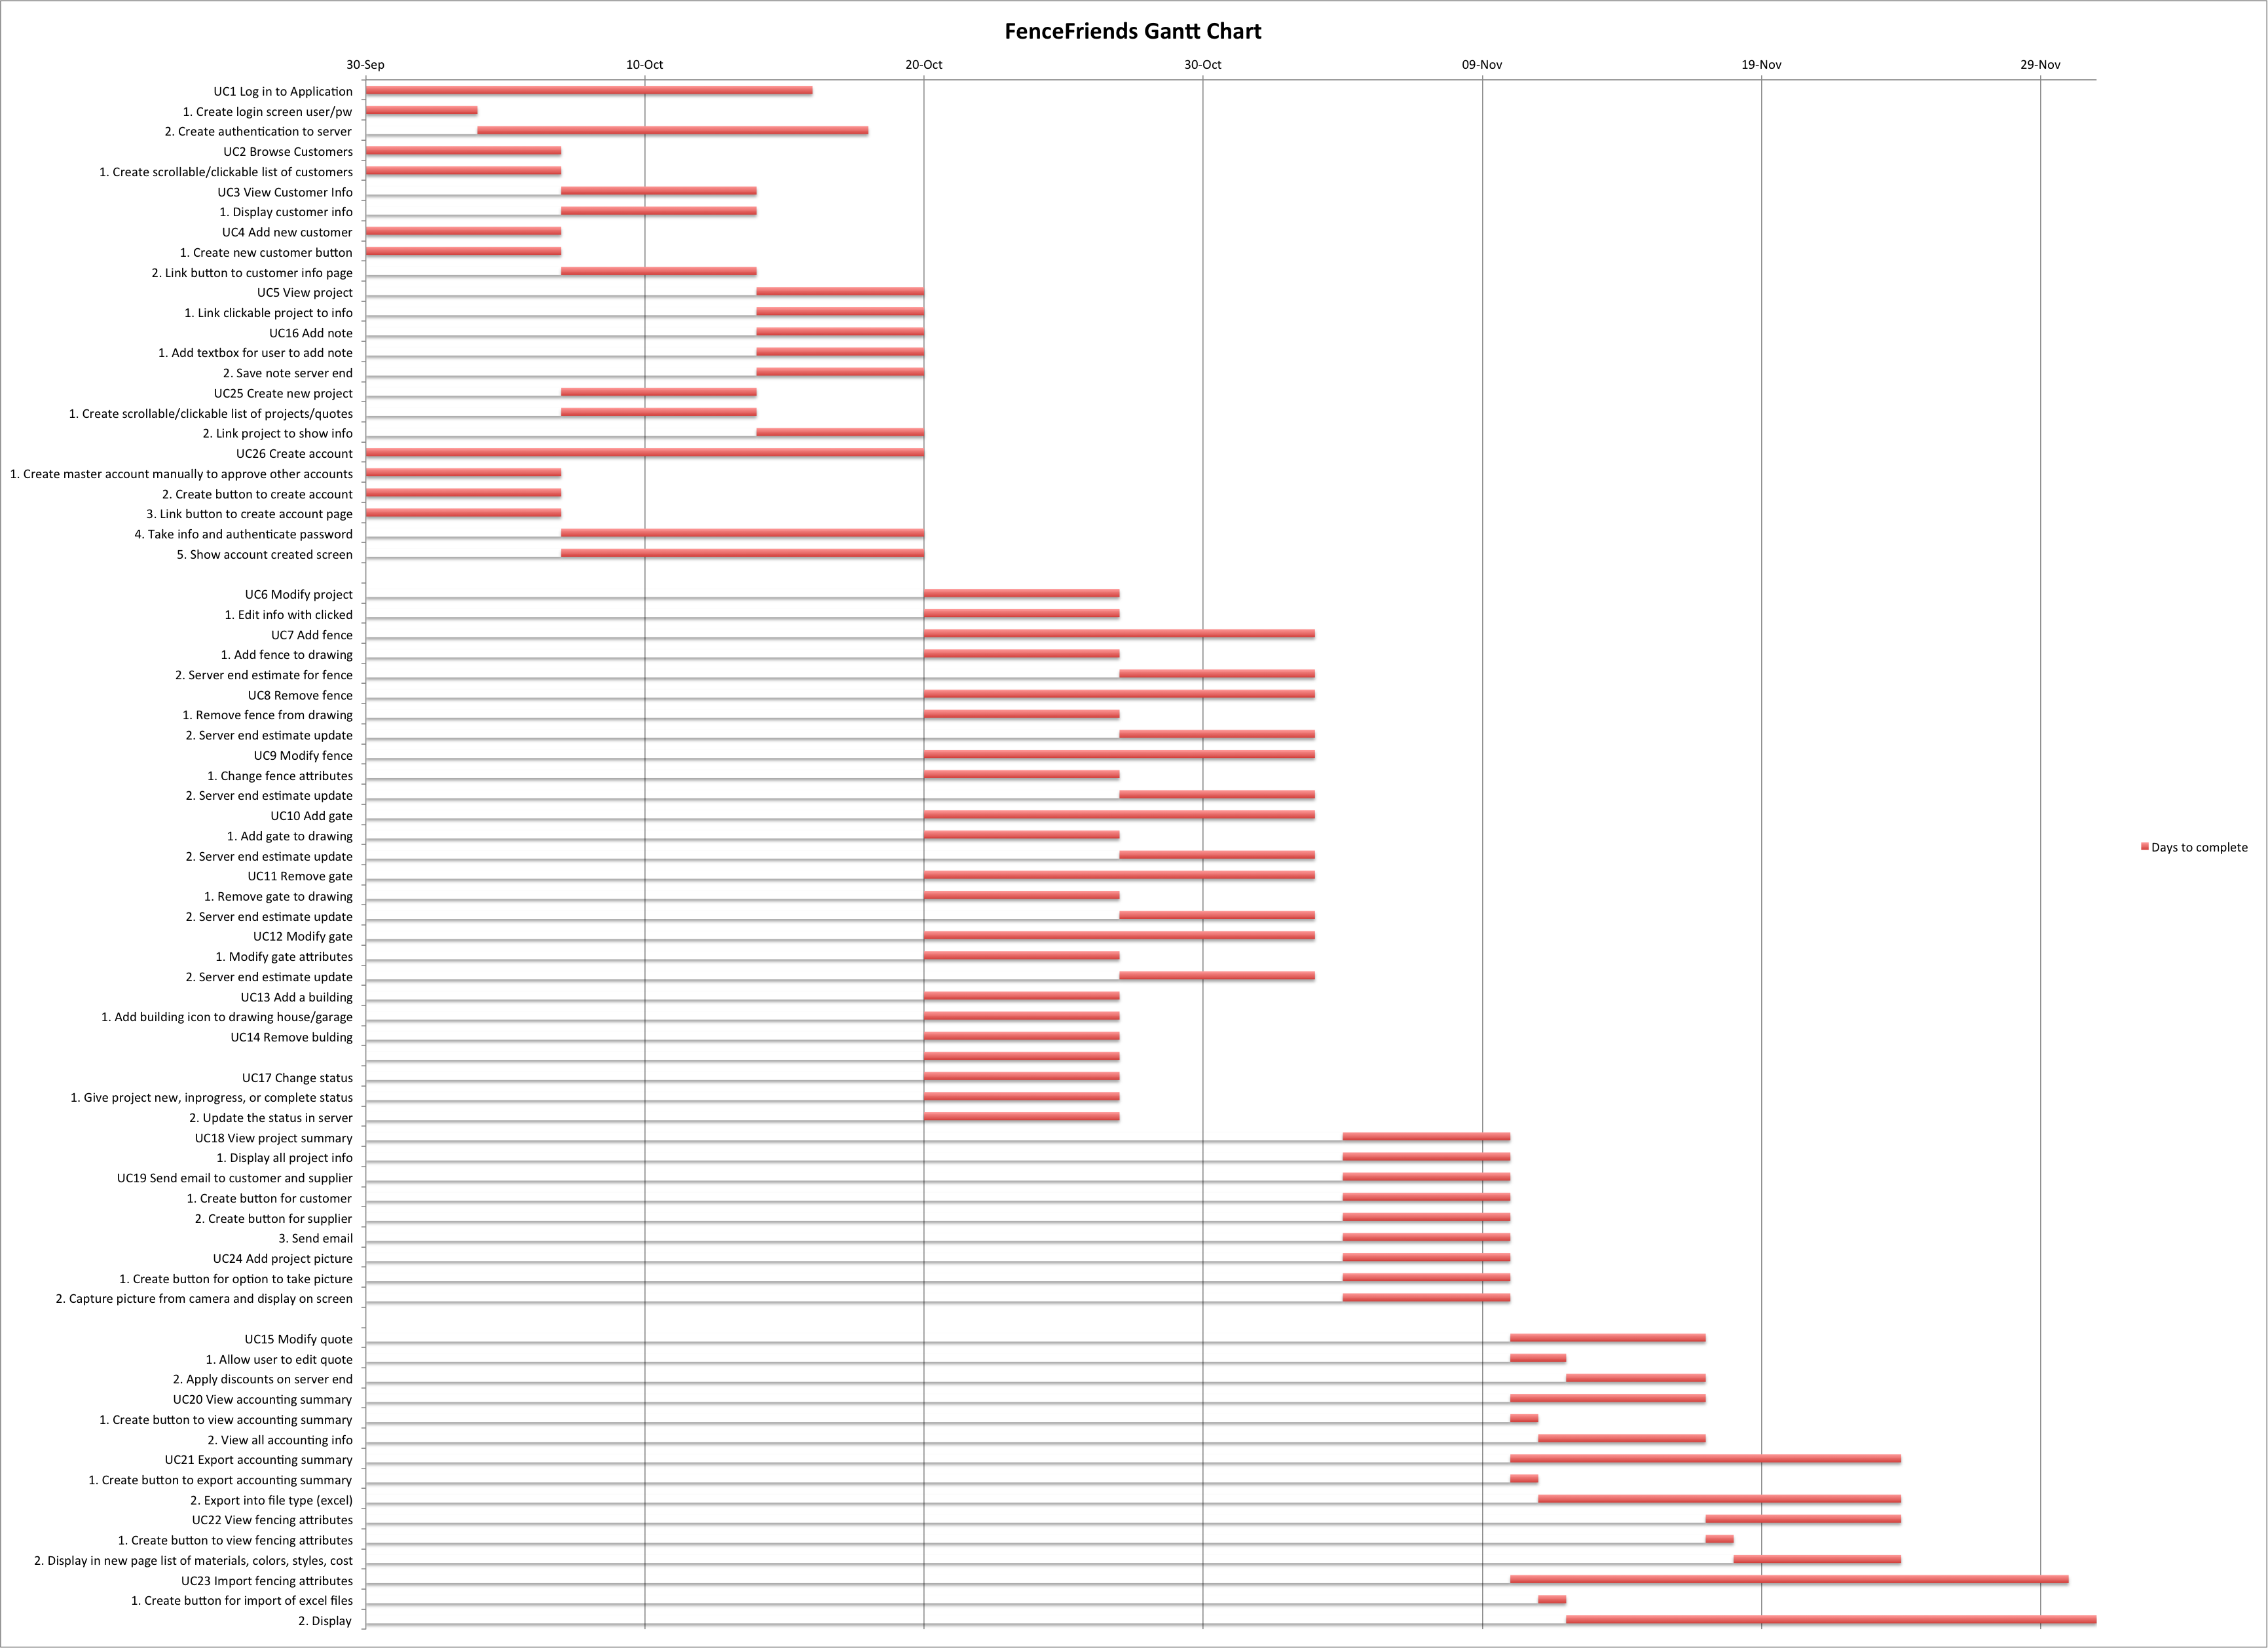 FenceFriends Gantt Chart
30-Sep 10-Oct 20-Oct 30-Oct 09-Nov 19-Nov 29-Nov
UC1 Log in to Application
1. Create login screen user/pw
2. Create authentication to server
UC2 Browse Customers
1. Create scrollable/clickable list of customers
UC3 View Customer Info
1. Display customer info
UC4 Add new customer
1. Create new customer button
2. Link button to customer info page
UC5 View project
1. Link clickable project to info
UC16 Add note
1. Add textbox for user to add note
2. Save note server end
UC25 Create new project
1. Create scrollable/clickable list of projects/quotes
2. Link project to show info
UC26 Create account
1. Create master account manually to approve other accounts
2. Create button to create account
3. Link button to create account page
4. Take info and authenticate password
5. Show account created screen
UC6 Modify project
1. Edit info with clicked
UC7 Add fence
1. Add fence to drawing
2. Server end estimate for fence
UC8 Remove fence
1. Remove fence from drawing
2. Server end estimate update
UC9 Modify fence
1. Change fence attributes
2. Server end estimate update
UC10 Add gate
1. Add gate to drawing
2. Server end estimate update
UC11 Remove gate
1. Remove gate to drawing
2. Server end estimate update
UC12 Modify gate
1. Modify gate attributes
2. Server end estimate update
UC13 Add a building
1. Add building icon to drawing house/garage
UC14 Remove bulding
UC17 Change status
1. Give project new, inprogress, or complete status
2. Update the status in server
UC18 View project summary
1. Display all project info
UC19 Send email to customer and supplier
1. Create button for customer
2. Create button for supplier
3. Send email
UC24 Add project picture
1. Create button for option to take picture
2. Capture picture from camera and display on screen
UC15 Modify quote
1. Allow user to edit quote
2. Apply discounts on server end
UC20 View accounting summary
1. Create button to view accounting summary
2. View all accounting info
UC21 Export accounting summary
1. Create button to export accounting summary
2. Export into file type (excel)
UC22 View fencing attributes
1. Create button to view fencing attributes
2. Display in new page list of materials, colors, styles, cost
UC23 Import fencing attributes
1. Create button for import of excel files
2. Display
Days to complete